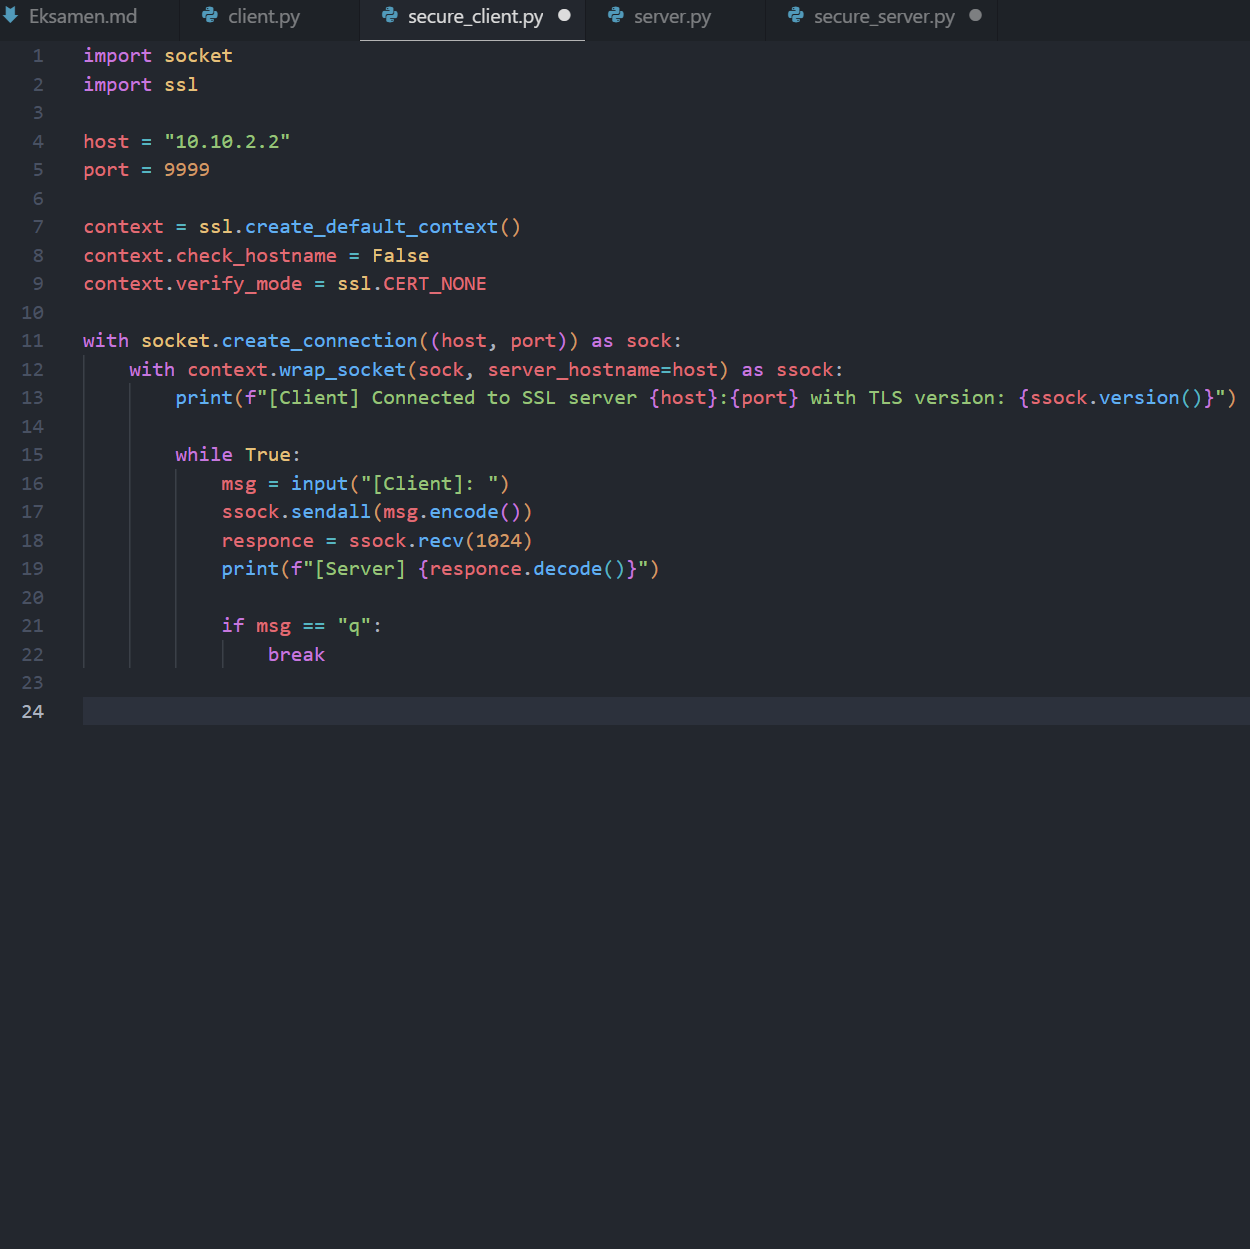 Eksamen.md client.py secure_client.py server.py secure_server.py
1 import socket
2 import ssl
3
4 host = "10.10.2.2"
5 port = 9999
6
7 context = ssl.create_default_context()
8 context.check_hostname = False
9 context.verify_mode = ssl.CERT_NONE
10
11 with socket.create_connection((host, port)) as sock:
12     with context.wrap_socket(sock, server_hostname=host) as ssock:
13         print(f"[Client] Connected to SSL server {host}:{port} with TLS version: {ssock.version()}")
14
15         while True:
16             msg = input("[Client]: ")
17             ssock.sendall(msg.encode())
18             responce = ssock.recv(1024)
19             print(f"[Server] {responce.decode()}")
20
21             if msg == "q":
22                 break
23
24